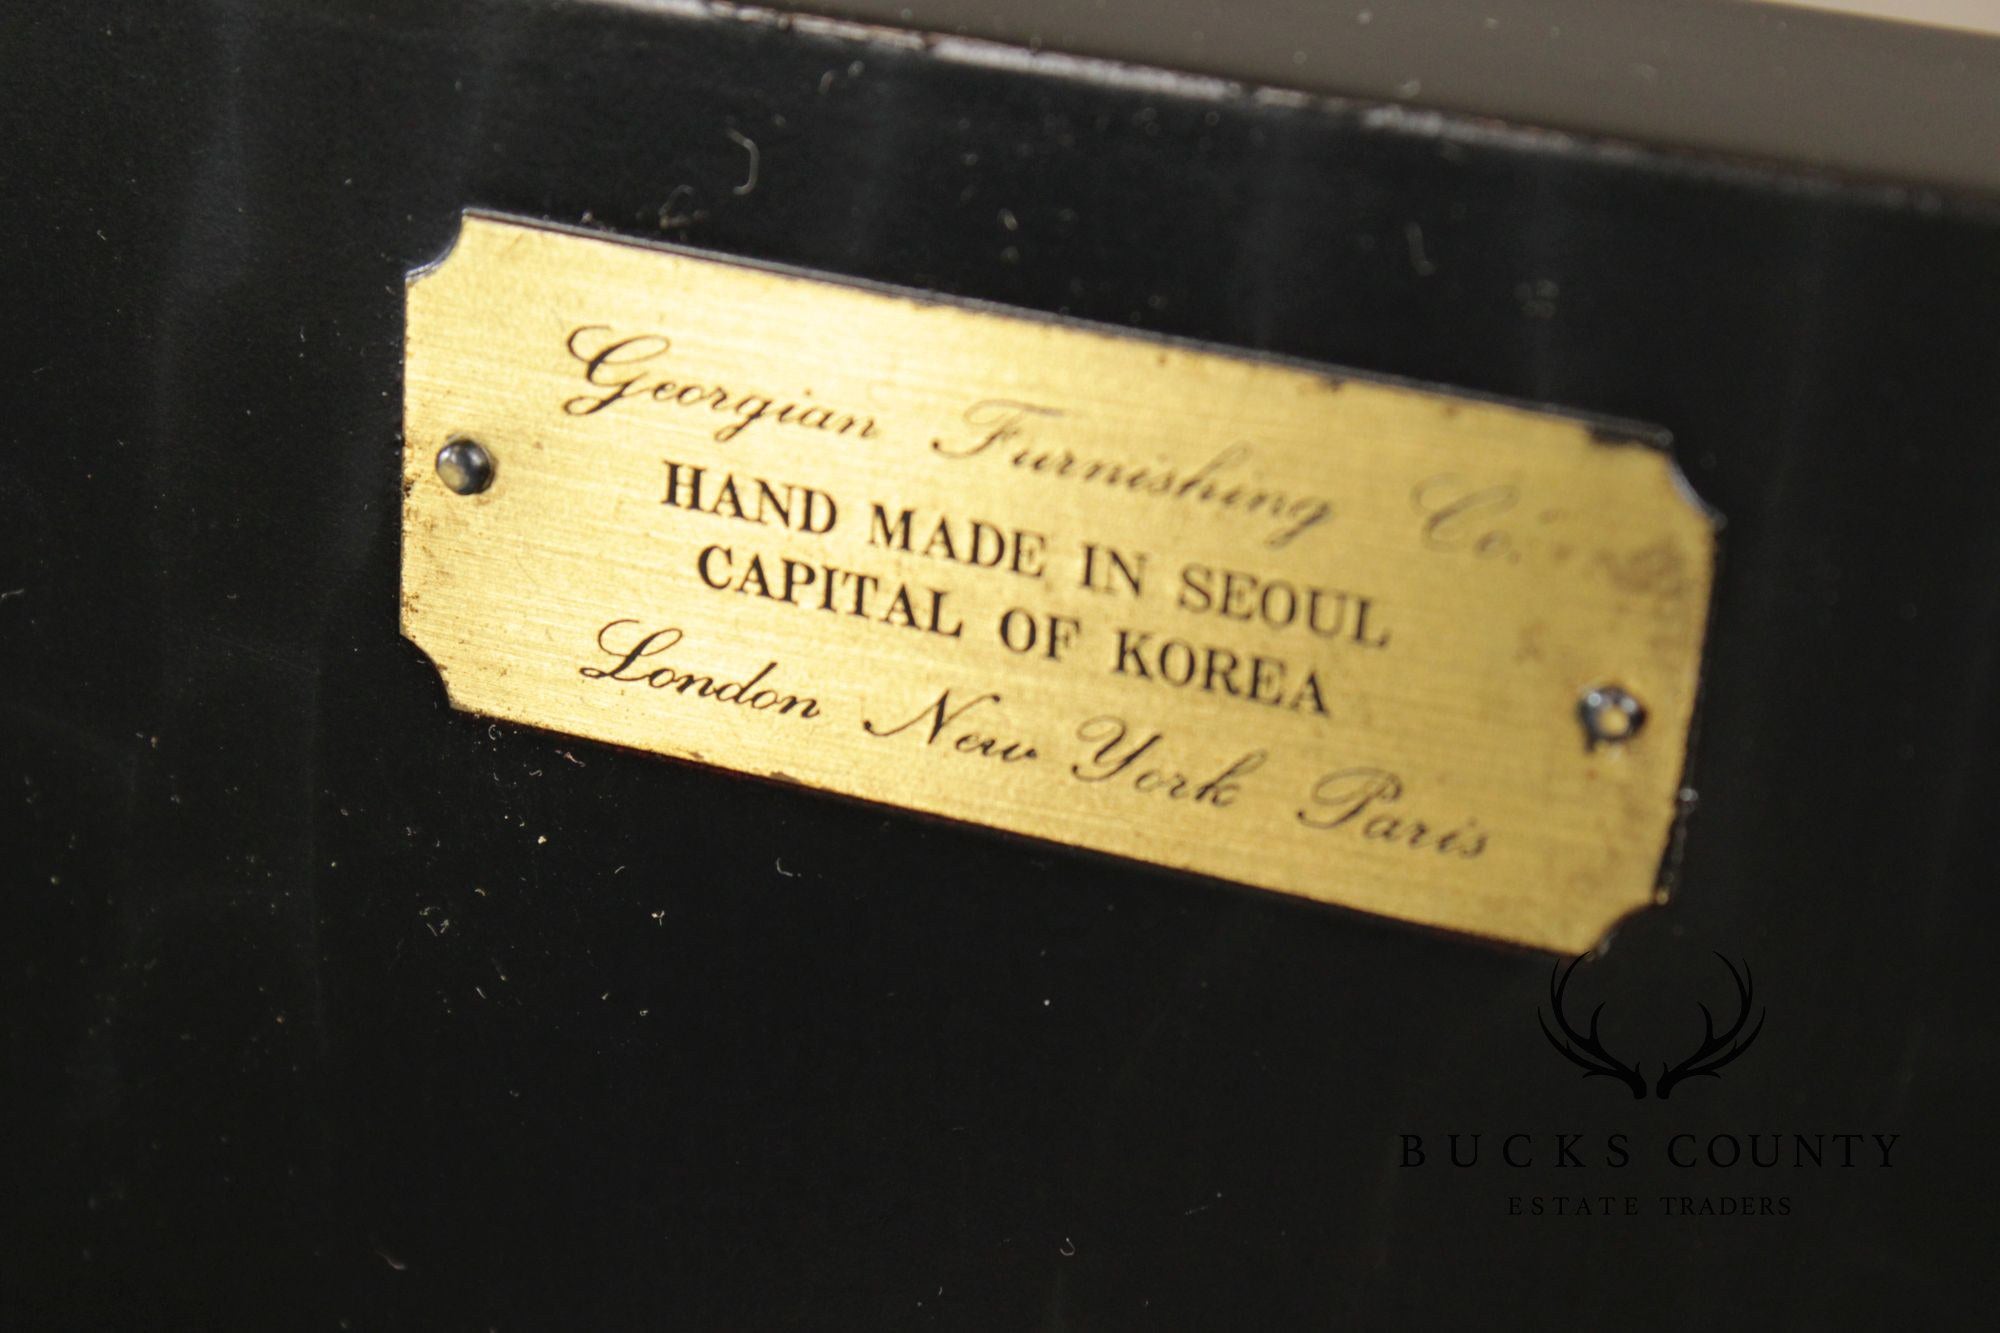 Georgian Furnishing Co.
HAND MADE IN SEOUL
CAPITAL OF KOREA
London New York Paris
BUCKS COUNTY
ESTATE TRADERS